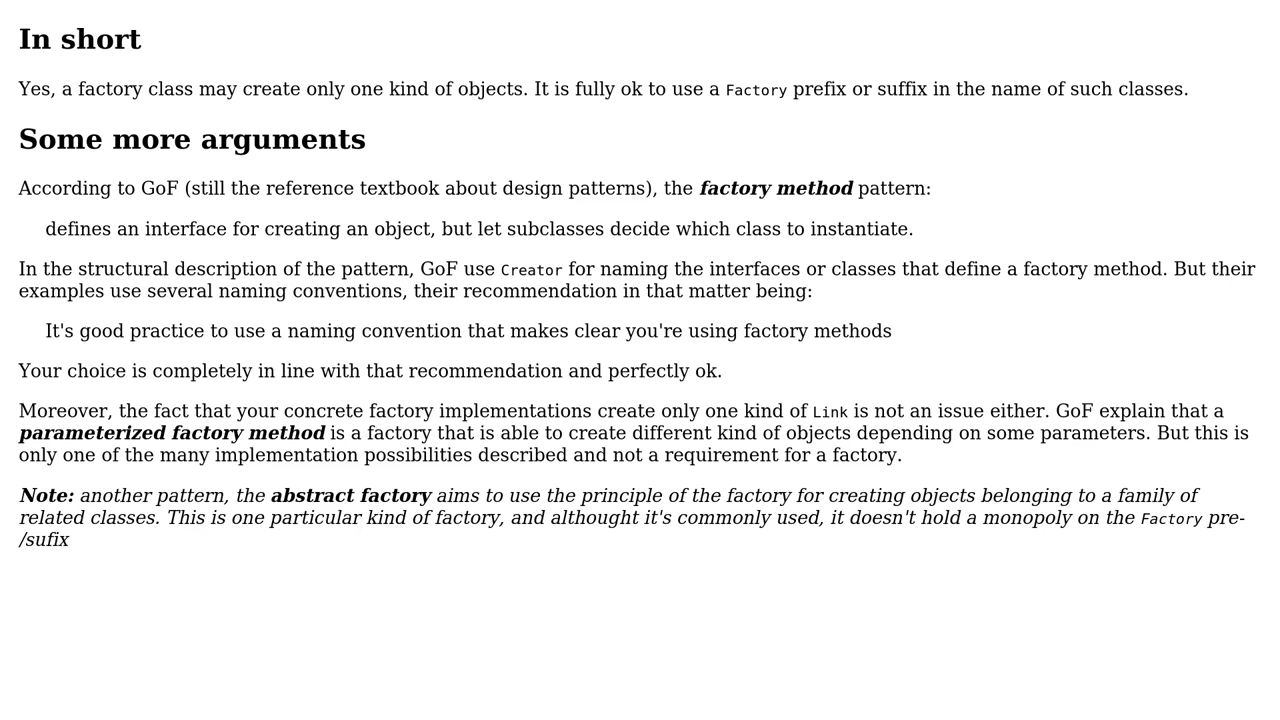 In short
Yes, a factory class may create only one kind of objects. It is fully ok to use a Factory prefix or suffix in the name of such classes.
Some more arguments
According to GoF (still the reference textbook about design patterns), the factory method pattern:
defines an interface for creating an object, but let subclasses decide which class to instantiate.
In the structural description of the pattern, GoF use Creator for naming the interfaces or classes that define a factory method. But their
examples use several naming conventions, their recommendation in that matter being:
It's good practice to use a naming convention that makes clear you're using factory methods
Your choice is completely in line with that recommendation and perfectly ok.
Moreover, the fact that your concrete factory implementations create only one kind of Link is not an issue either. GoF explain that a
parameterized factory method is a factory that is able to create different kind of objects depending on some parameters. But this is
only one of the many implementation possibilities described and not a requirement for a factory.
Note: another pattern, the abstract factory aims to use the principle of the factory for creating objects belonging to a family of
related classes. This is one particular kind of factory, and althought it's commonly used, it doesn't hold a monopoly on the Factory pre-
/sufix